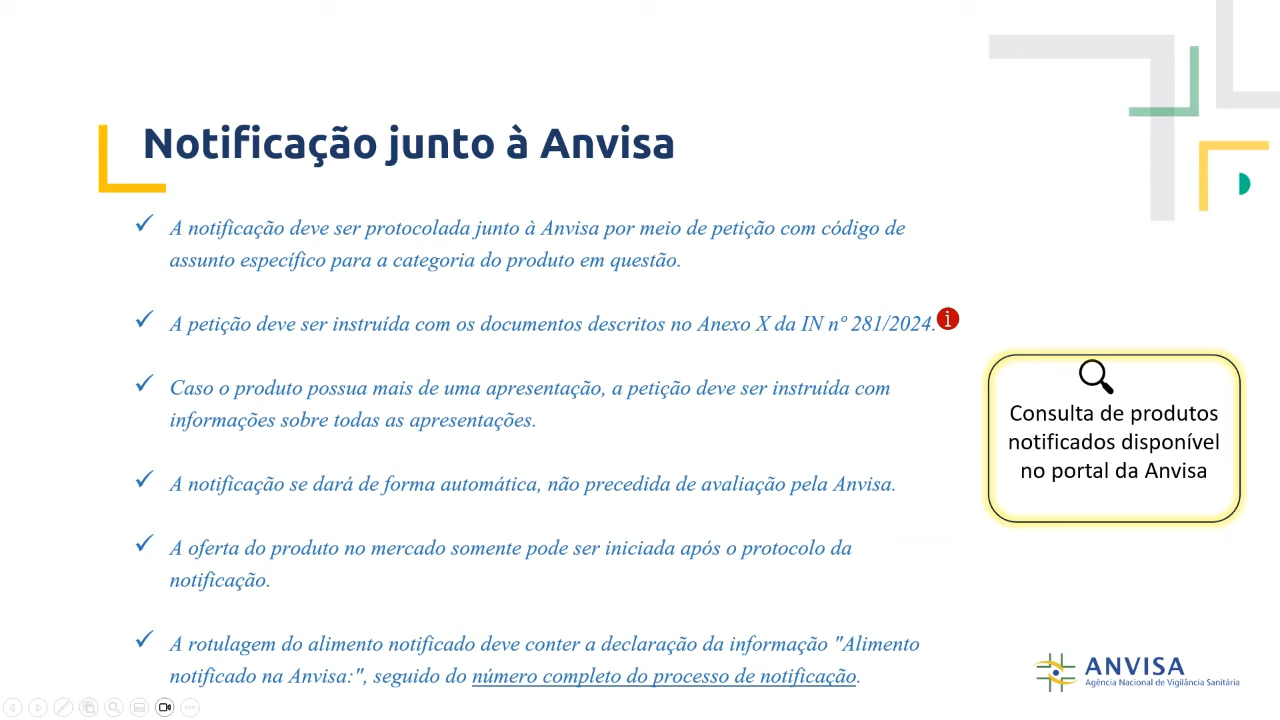 Notificação junto à Anvisa
✓ A notificação deve ser protocolada junto à Anvisa por meio de petição com código de
assunto específico para a categoria do produto em questão.
✓ A petição deve ser instruída com os documentos descritos no Anexo X da IN nº 281/2024.
i
✓ Caso o produto possua mais de uma apresentação, a petição deve ser instruída com
informações sobre todas as apresentações.
✓ A notificação se dará de forma automática, não precedida de avaliação pela Anvisa.
✓ A oferta do produto no mercado somente pode ser iniciada após o protocolo da
notificação.
✓ A rotulagem do alimento notificado deve conter a declaração da informação "Alimento
notificado na Anvisa:", seguido do número completo do processo de notificação.
Consulta de produtos
notificados disponível
no portal da Anvisa
ANVISA
Agência Nacional de Vigilância Sanitária